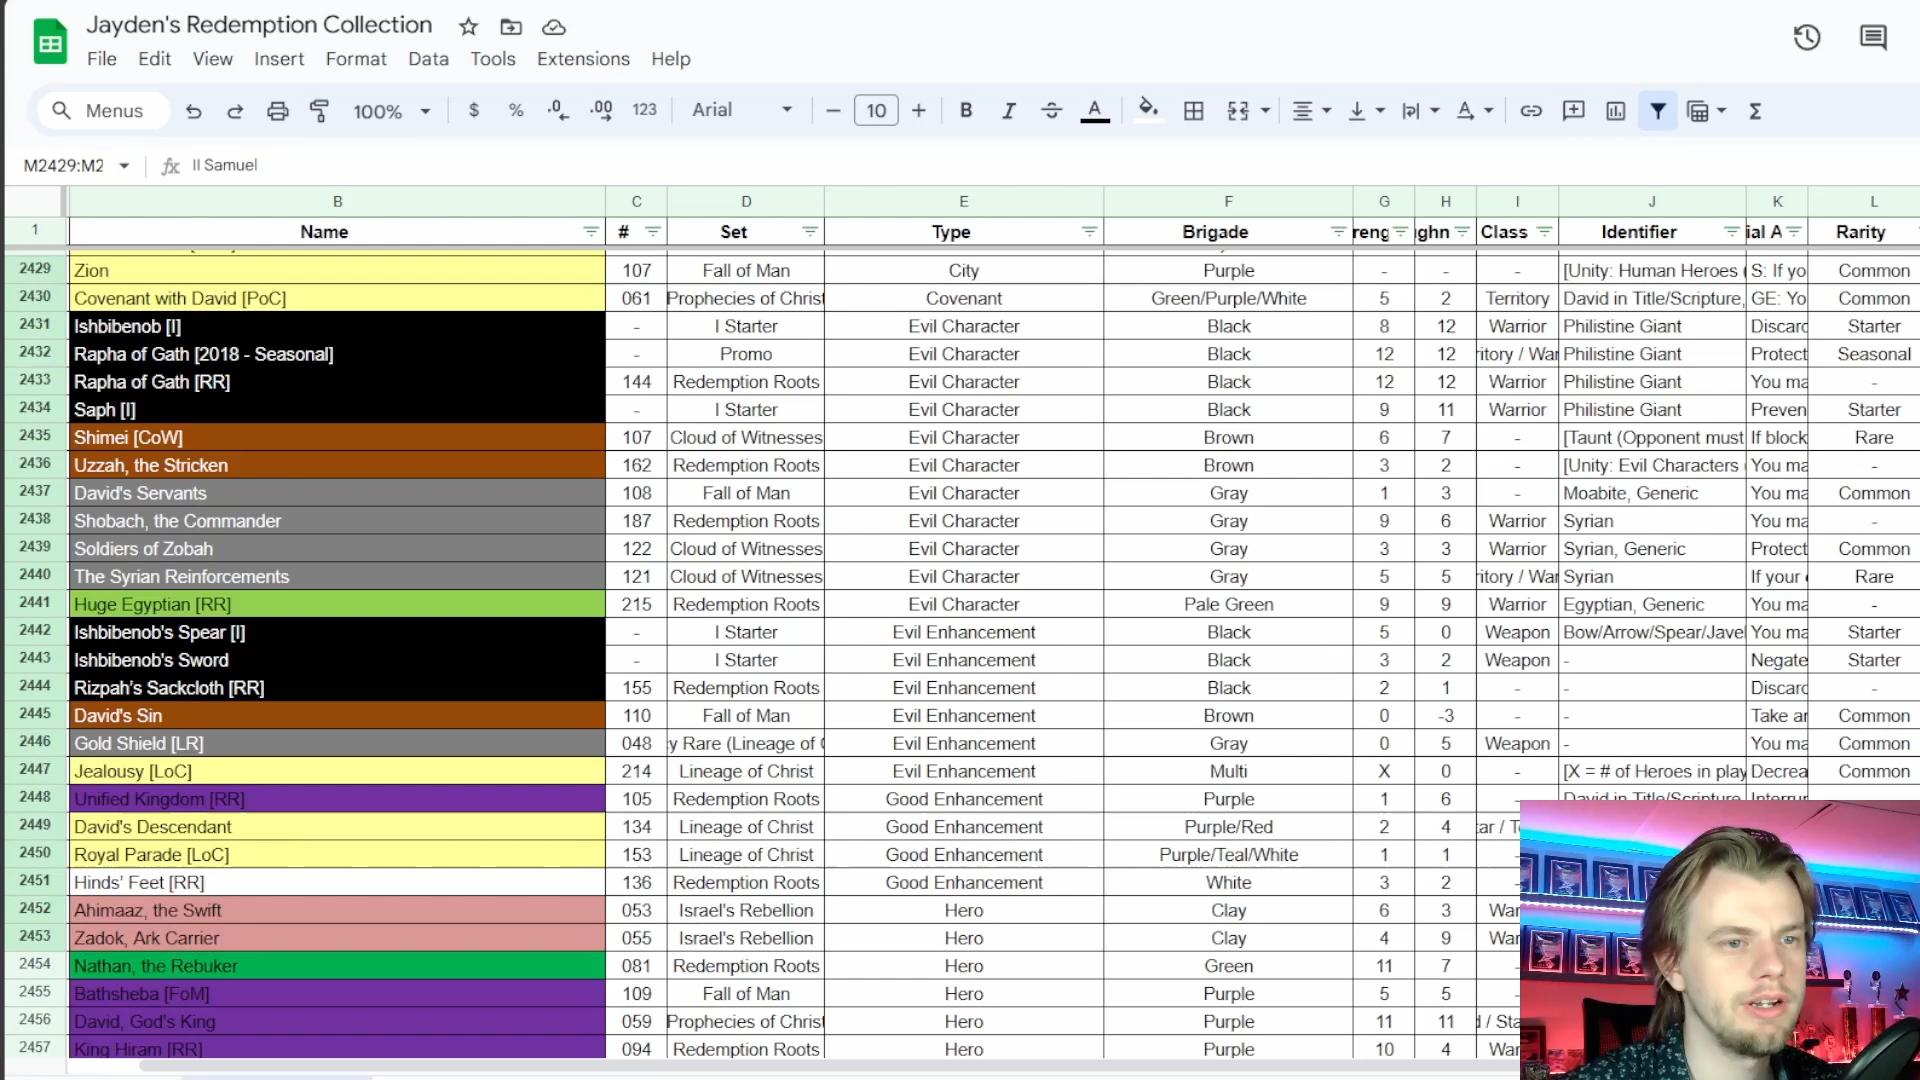 Jayden's Redemption Collection
File Edit View Insert Format Data Tools Extensions Help
Menus 100% $ % .0 .00 123 Arial 10 B I A
M2429:M2 fx II Samuel
B C D E F G H I J K L
1 Name # Set Type Brigade reng ghn Class Identifier ial A Rarity
2429 Zion 107 Fall of Man City Purple - - - [Unity: Human Heroes ( S: If yo Common
2430 Covenant with David [PoC] 061 Prophecies of Christ Covenant Green/Purple/White 5 2 Territory David in Title/Scripture, GE: Yo Common
2431 Ishbibenob [I] - I Starter Evil Character Black 8 12 Warrior Philistine Giant Discard Starter
2432 Rapha of Gath [2018 - Seasonal] - Promo Evil Character Black 12 12 ritory / War Philistine Giant Protect Seasonal
2433 Rapha of Gath [RR] 144 Redemption Roots Evil Character Black 12 12 Warrior Philistine Giant You ma -
2434 Saph [I] - I Starter Evil Character Black 9 11 Warrior Philistine Giant Preven Starter
2435 Shimei [CoW] 107 Cloud of Witnesses Evil Character Brown 6 7 - [Taunt (Opponent must If block Rare
2436 Uzzah, the Stricken 162 Redemption Roots Evil Character Brown 3 2 - [Unity: Evil Characters You ma -
2437 David's Servants 108 Fall of Man Evil Character Gray 1 3 - Moabite, Generic You ma Common
2438 Shobach, the Commander 187 Redemption Roots Evil Character Gray 9 6 Warrior Syrian You ma -
2439 Soldiers of Zobah 122 Cloud of Witnesses Evil Character Gray 3 3 Warrior Syrian, Generic Protect Common
2440 The Syrian Reinforcements 121 Cloud of Witnesses Evil Character Gray 5 5 ritory / War Syrian If your Rare
2441 Huge Egyptian [RR] 215 Redemption Roots Evil Character Pale Green 9 9 Warrior Egyptian, Generic You ma -
2442 Ishbibenob's Spear [I] - I Starter Evil Enhancement Black 5 0 Weapon Bow/Arrow/Spear/Javel You ma Starter
2443 Ishbibenob's Sword - I Starter Evil Enhancement Black 3 2 Weapon - Negate Starter
2444 Rizpah's Sackcloth [RR] 155 Redemption Roots Evil Enhancement Black 2 1 - - Discard -
2445 David's Sin 110 Fall of Man Evil Enhancement Brown 0 -3 - - Take ar Common
2446 Gold Shield [LR] 048 y Rare (Lineage of Evil Enhancement Gray 0 5 Weapon - You ma Common
2447 Jealousy [LoC] 214 Lineage of Christ Evil Enhancement Multi X 0 - [X = # of Heroes in play Decrea Common
2448 Unified Kingdom [RR] 105 Redemption Roots Good Enhancement Purple 1 6 - David in Title/Scripture Interrup
2449 David's Descendant 134 Lineage of Christ Good Enhancement Purple/Red 2 4
2450 Royal Parade [LoC] 153 Lineage of Christ Good Enhancement Purple/Teal/White 1 1 -
2451 Hinds' Feet [RR] 136 Redemption Roots Good Enhancement White 3 2 -
2452 Ahimaaz, the Swift 053 Israel's Rebellion Hero Clay 6 3 War
2453 Zadok, Ark Carrier 055 Israel's Rebellion Hero Clay 4 9 War
2454 Nathan, the Rebuker 081 Redemption Roots Hero Green 11 7 -
2455 Bathsheba [FoM] 109 Fall of Man Hero Purple 5 5 -
2456 David, God's King 059 Prophecies of Christ Hero Purple 11 11 d / Sta
2457 King Hiram [RR] 094 Redemption Roots Hero Purple 10 4 War